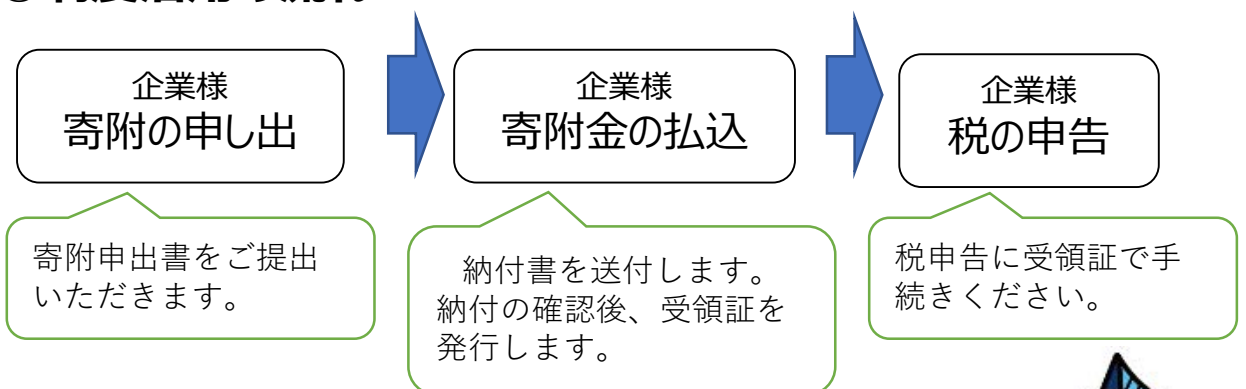 企業様
寄附の申し出
企業様
寄附金の払込
企業様
税の申告
寄附申出書をご提出
いただきます。
納付書を送付します。
納付の確認後、受領証を
発行します。
税申告に受領証で手
続きください。